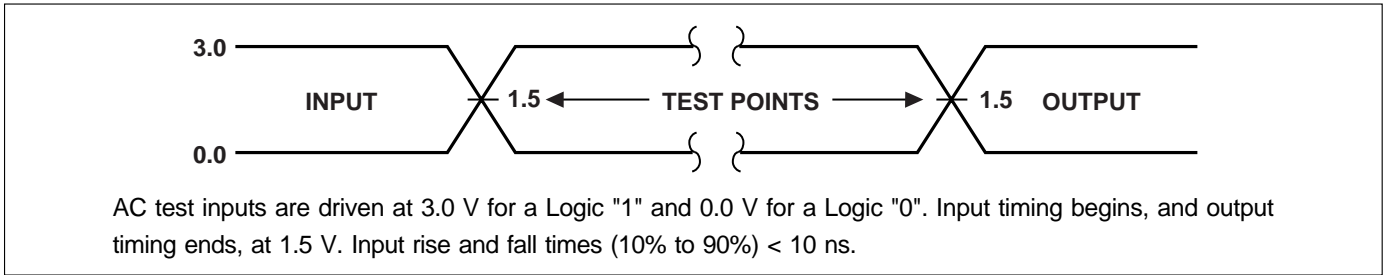 3.0
INPUT 1.5 TEST POINTS 1.5 OUTPUT
0.0
AC test inputs are driven at 3.0 V for a Logic "1" and 0.0 V for a Logic "0". Input timing begins, and output
timing ends, at 1.5 V. Input rise and fall times (10% to 90%) < 10 ns.